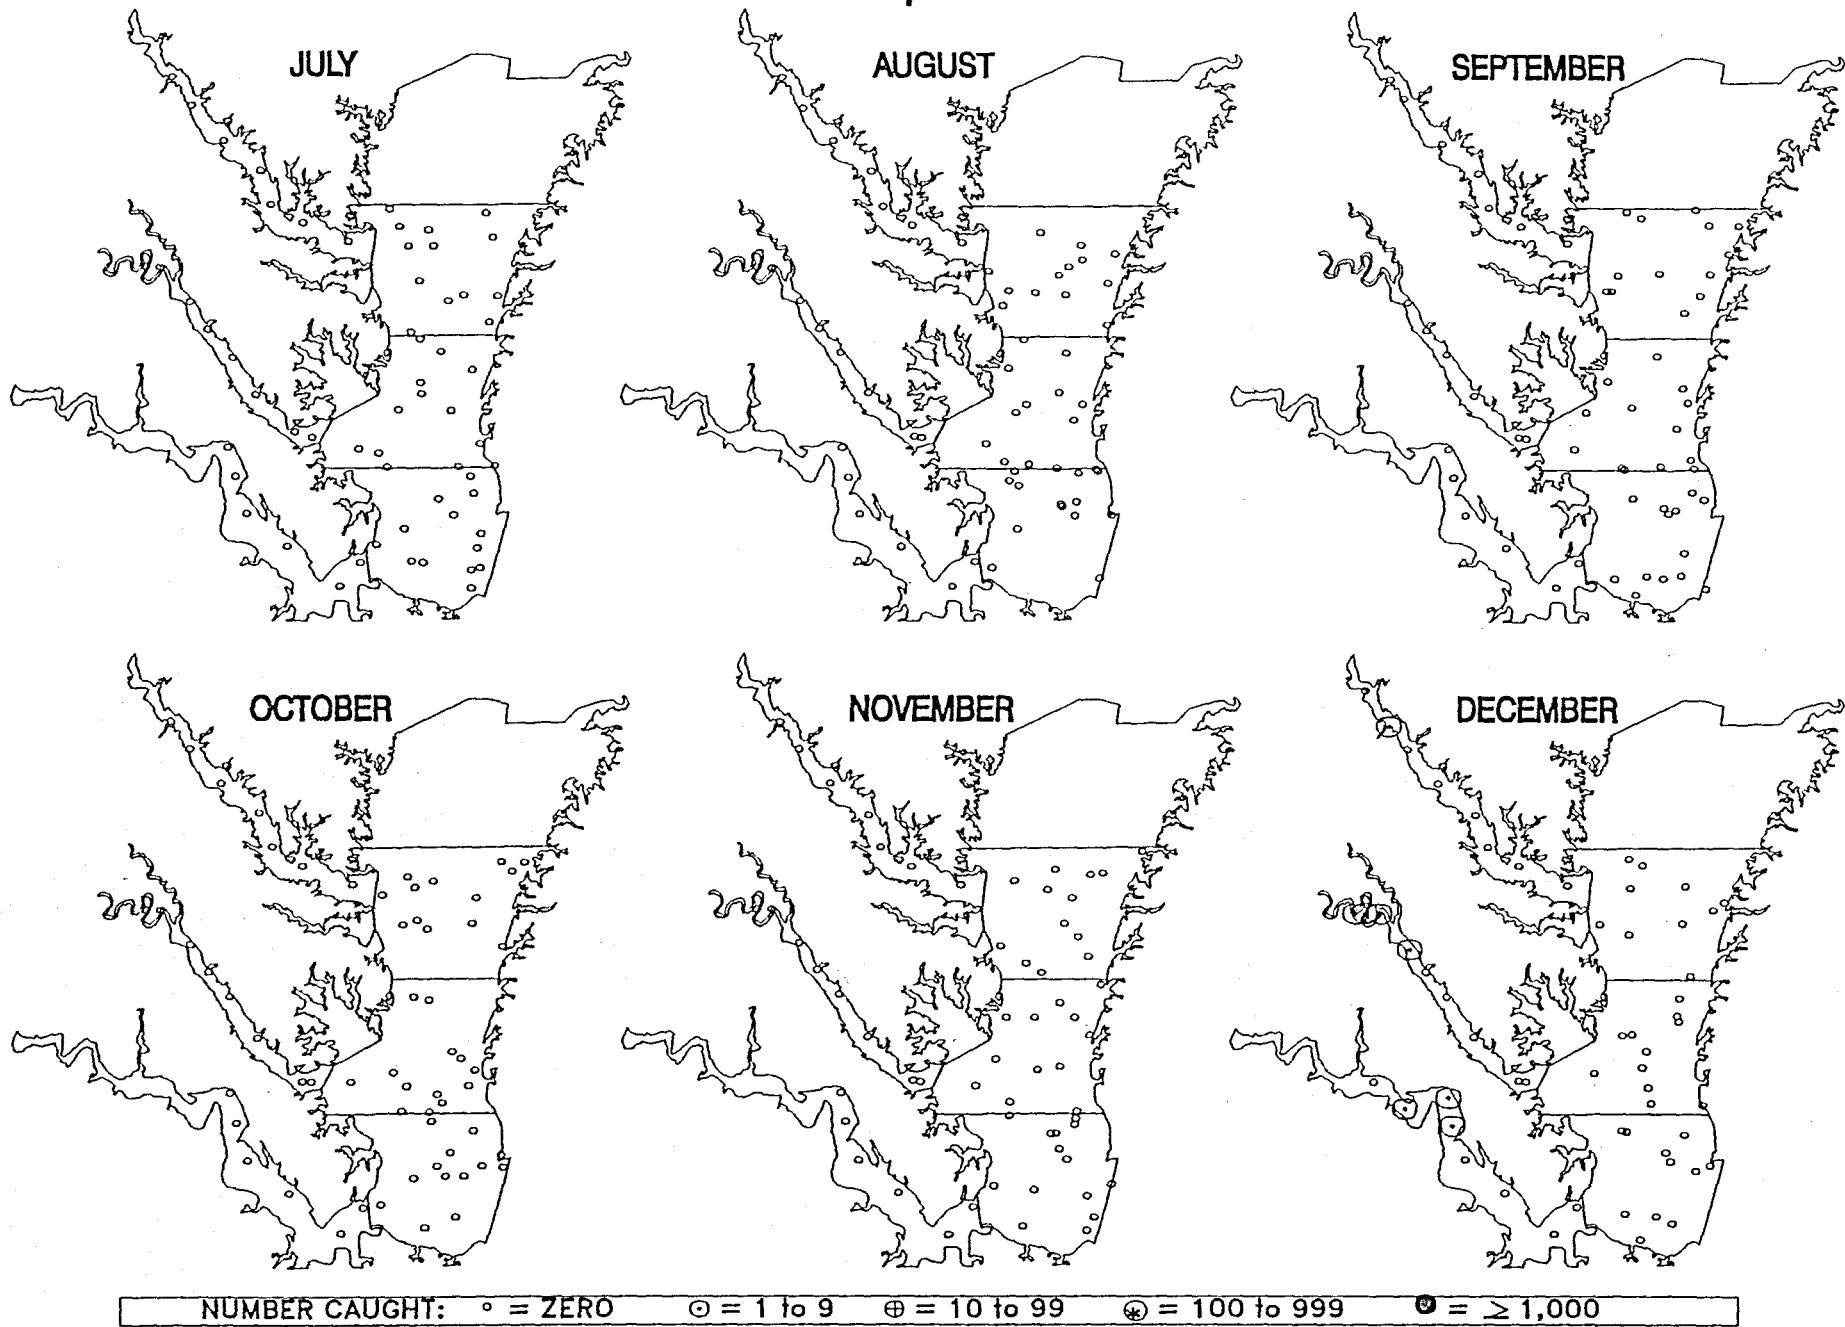 JULY
AUGUST
SEPTEMBER
OCTOBER
NOVEMBER
DECEMBER
NUMBER CAUGHT: ∘ = ZERO ⊙ = 1 to 9 ⊕ = 10 to 99 ⊛ = 100 to 999 ● = ≥ 1,000